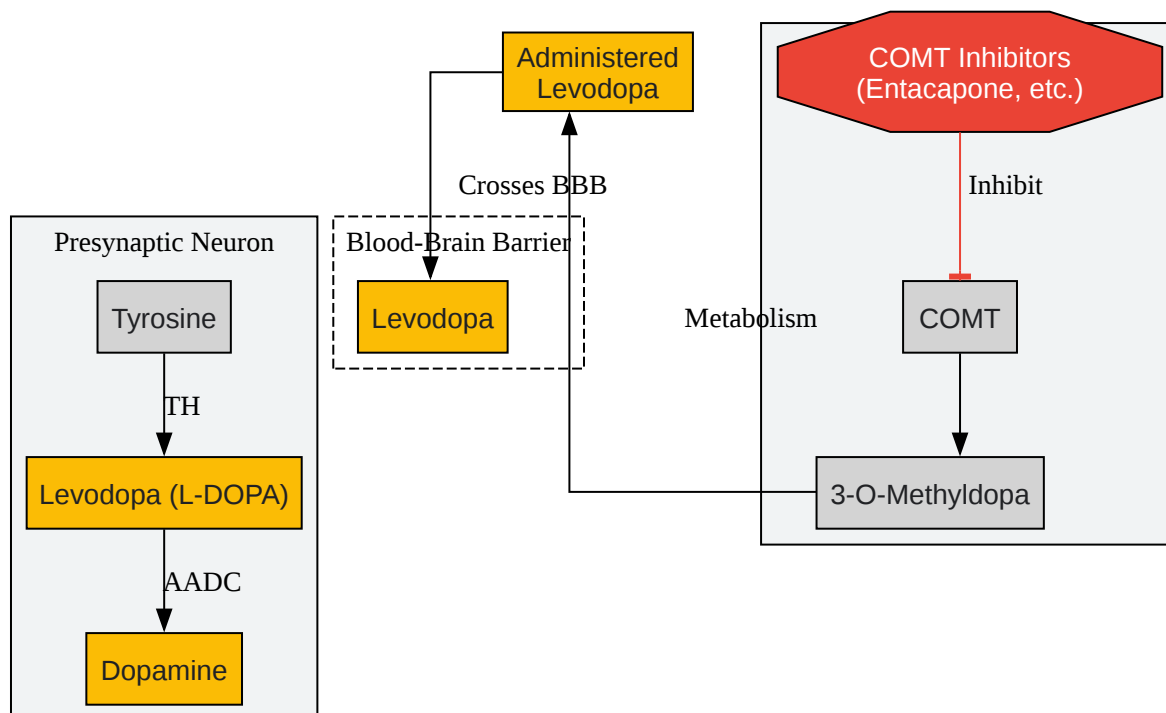 Administered
Levodopa
COMT Inhibitors
(Entacapone, etc.)
Crosses BBB
Inhibit
Presynaptic Neuron
Blood-Brain Barrier
Tyrosine
Levodopa
Metabolism
COMT
TH
Levodopa (L-DOPA)
3-O-Methyldopa
AADC
Dopamine